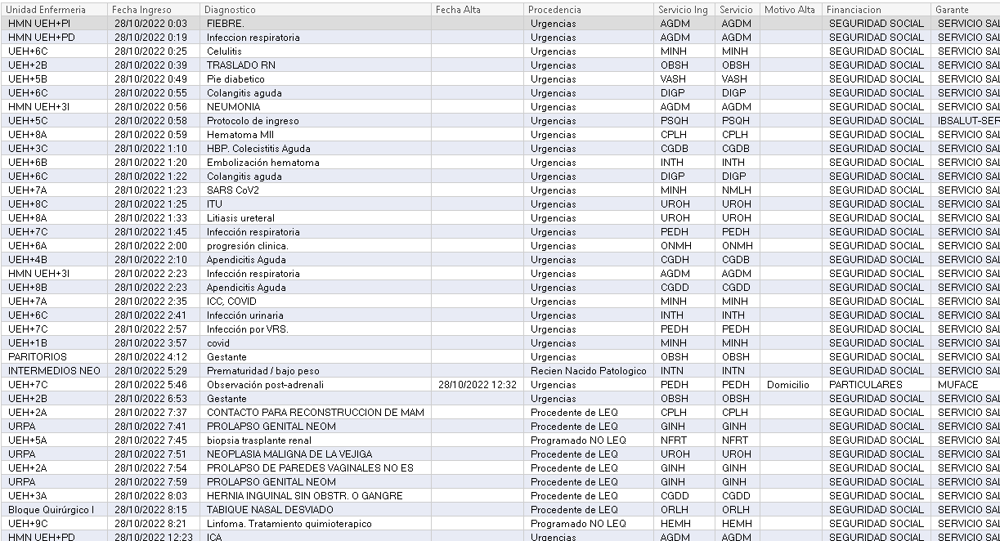 Unidad Enfermeria Fecha Ingreso Diagnostico Fecha Alta Procedencia Servicio Ing Servicio Motivo Alta Financiacion Garante
HMN UEH+PI 28/10/2022 0:03 FIEBRE. Urgencias AGDM AGDM SEGURIDAD SOCIAL SERVICIO SAL
HMN UEH+PD 28/10/2022 0:19 Infeccion respiratoria Urgencias AGDM AGDM SEGURIDAD SOCIAL SERVICIO SAL
UEH+6C 28/10/2022 0:25 Celulitis Urgencias MINH MINH SEGURIDAD SOCIAL SERVICIO SAL
UEH+2B 28/10/2022 0:39 TRASLADO RN Urgencias OBSH OBSH SEGURIDAD SOCIAL SERVICIO SAL
UEH+5B 28/10/2022 0:49 Pie diabetico Urgencias VASH VASH SEGURIDAD SOCIAL SERVICIO SAL
UEH+6C 28/10/2022 0:55 Colangitis aguda Urgencias DIGP DIGP SEGURIDAD SOCIAL SERVICIO SAL
HMN UEH+3I 28/10/2022 0:56 NEUMONIA Urgencias AGDM AGDM SEGURIDAD SOCIAL SERVICIO SAL
UEH+5C 28/10/2022 0:58 Protocolo de ingreso Urgencias PSQH PSQH SEGURIDAD SOCIAL IBSALUT-SER
UEH+8A 28/10/2022 0:59 Hematoma MII Urgencias CPLH CPLH SEGURIDAD SOCIAL SERVICIO SAL
UEH+3C 28/10/2022 1:10 HBP. Colecistitis Aguda Urgencias CGDB CGDB SEGURIDAD SOCIAL SERVICIO SAL
UEH+6B 28/10/2022 1:20 Embolización hematoma Urgencias INTH INTH SEGURIDAD SOCIAL SERVICIO SAL
UEH+6C 28/10/2022 1:22 Colangitis aguda Urgencias DIGP DIGP SEGURIDAD SOCIAL SERVICIO SAL
UEH+7A 28/10/2022 1:23 SARS CoV2 Urgencias MINH NMLH SEGURIDAD SOCIAL SERVICIO SAL
UEH+8C 28/10/2022 1:25 ITU Urgencias UROH UROH SEGURIDAD SOCIAL SERVICIO SAL
UEH+8A 28/10/2022 1:33 Litiasis ureteral Urgencias UROH UROH SEGURIDAD SOCIAL SERVICIO SAL
UEH+7C 28/10/2022 1:45 Infección respiratoria Urgencias PEDH PEDH SEGURIDAD SOCIAL SERVICIO SAL
UEH+6A 28/10/2022 2:00 progresión clinica. Urgencias ONMH ONMH SEGURIDAD SOCIAL SERVICIO SAL
UEH+4B 28/10/2022 2:10 Apendicitis Aguda Urgencias CGDH CGDB SEGURIDAD SOCIAL SERVICIO SAL
HMN UEH+3I 28/10/2022 2:23 Infección respiratoria Urgencias AGDM AGDM SEGURIDAD SOCIAL SERVICIO SAL
UEH+8B 28/10/2022 2:23 Apendicitis Aguda Urgencias CGDD CGDD SEGURIDAD SOCIAL SERVICIO SAL
UEH+7A 28/10/2022 2:35 ICC, COVID Urgencias MINH MINH SEGURIDAD SOCIAL SERVICIO SAL
UEH+6C 28/10/2022 2:41 Infección urinaria Urgencias INTH INTH SEGURIDAD SOCIAL SERVICIO SAL
UEH+7C 28/10/2022 2:57 Infección por VRS. Urgencias PEDH PEDH SEGURIDAD SOCIAL SERVICIO SAL
UEH+1B 28/10/2022 3:57 covid Urgencias MINH MINH SEGURIDAD SOCIAL SERVICIO SAL
PARITORIOS 28/10/2022 4:12 Gestante Urgencias OBSH OBSH SEGURIDAD SOCIAL SERVICIO SAL
INTERMEDIOS NEO 28/10/2022 5:29 Prematuridad / bajo peso Recien Nacido Patologico INTN INTN SEGURIDAD SOCIAL SERVICIO SAL
UEH+7C 28/10/2022 5:46 Observación post-adrenali 28/10/2022 12:32 Urgencias PEDH PEDH Domicilio PARTICULARES MUFACE
UEH+2B 28/10/2022 6:53 Gestante Urgencias OBSH OBSH SEGURIDAD SOCIAL SERVICIO SAL
UEH+2A 28/10/2022 7:37 CONTACTO PARA RECONSTRUCCION DE MAM Procedente de LEQ CPLH CPLH SEGURIDAD SOCIAL SERVICIO SAL
URPA 28/10/2022 7:41 PROLAPSO GENITAL NEOM Procedente de LEQ GINH GINH SEGURIDAD SOCIAL SERVICIO SAL
UEH+5A 28/10/2022 7:45 biopsia trasplante renal Programado NO LEQ NFRT NFRT SEGURIDAD SOCIAL SERVICIO SAL
URPA 28/10/2022 7:51 NEOPLASIA MALIGNA DE LA VEJIGA Procedente de LEQ UROH UROH SEGURIDAD SOCIAL SERVICIO SAL
UEH+2A 28/10/2022 7:54 PROLAPSO DE PAREDES VAGINALES NO ES Procedente de LEQ GINH GINH SEGURIDAD SOCIAL SERVICIO SAL
URPA 28/10/2022 7:59 PROLAPSO GENITAL NEOM Procedente de LEQ GINH GINH SEGURIDAD SOCIAL SERVICIO SAL
UEH+3A 28/10/2022 8:03 HERNIA INGUINAL SIN OBSTR. O GANGRE Procedente de LEQ CGDD CGDD SEGURIDAD SOCIAL SERVICIO SAL
Bloque Quirúrgico I 28/10/2022 8:15 TABIQUE NASAL DESVIADO Procedente de LEQ ORLH ORLH SEGURIDAD SOCIAL SERVICIO SAL
UEH+9C 28/10/2022 8:21 Linfoma. Tratamiento quimioterapico Programado NO LEQ HEMH HEMH SEGURIDAD SOCIAL SERVICIO SAL
HMN UEH+PD 28/10/2022 12:23 ICA Urgencias AGDM AGDM SEGURIDAD SOCIAL SERVICIO SAL